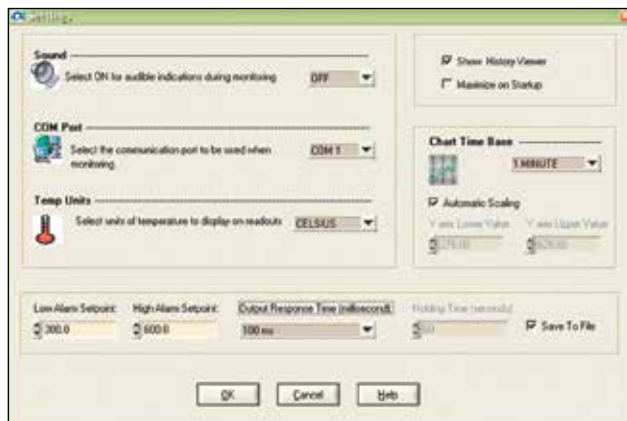 Settings
Sound
Select ON for audible indications during monitoring
OFF
COM Port
Select the communication port to be used when
monitoring.
COM 1
Temp Units
Select units of temperature to display on readouts
CELSIUS
Show History Viewer
Maximize on Startup
Chart Time Base
1 MINUTE
Automatic Scaling
Y axis Lower Value
Y axis Upper Value
Low Alarm Setpoint:
300.0
High Alarm Setpoint:
600.0
Output Response Time (milliseconds):
100 ms
Holding Time (seconds):
Save To File
OK
Cancel
Help